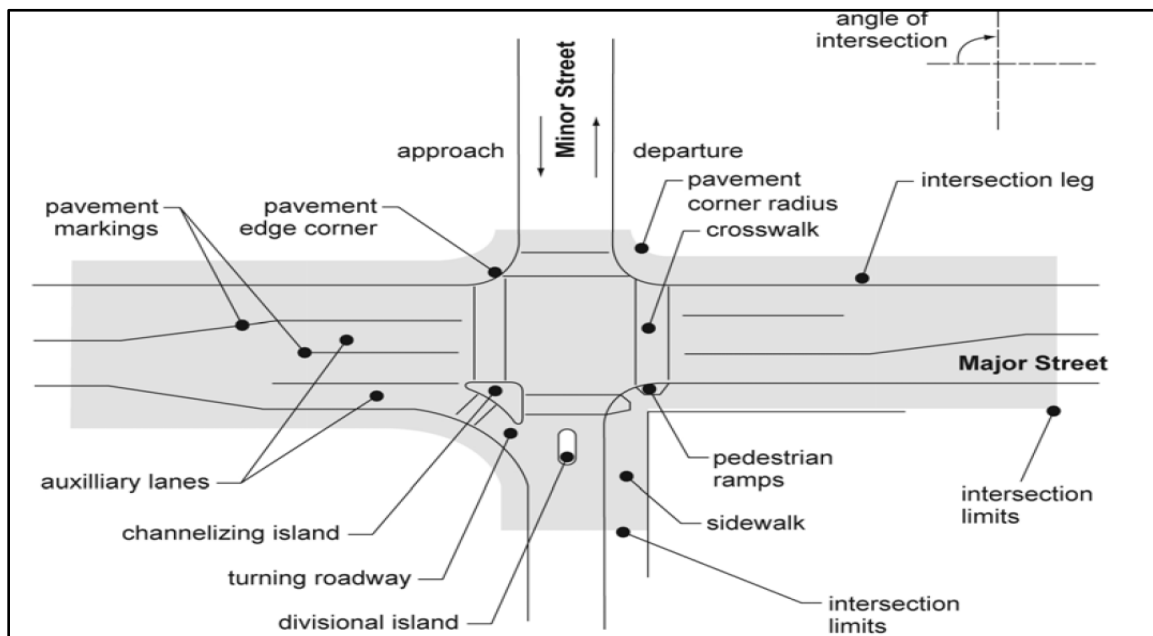 angle of
intersection
Minor Street
approach
departure
pavement
corner radius
intersection leg
pavement
markings
pavement
edge corner
crosswalk
Major Street
auxilliary lanes
pedestrian
ramps
intersection
limits
channelizing island
sidewalk
turning roadway
divisional island
intersection
limits